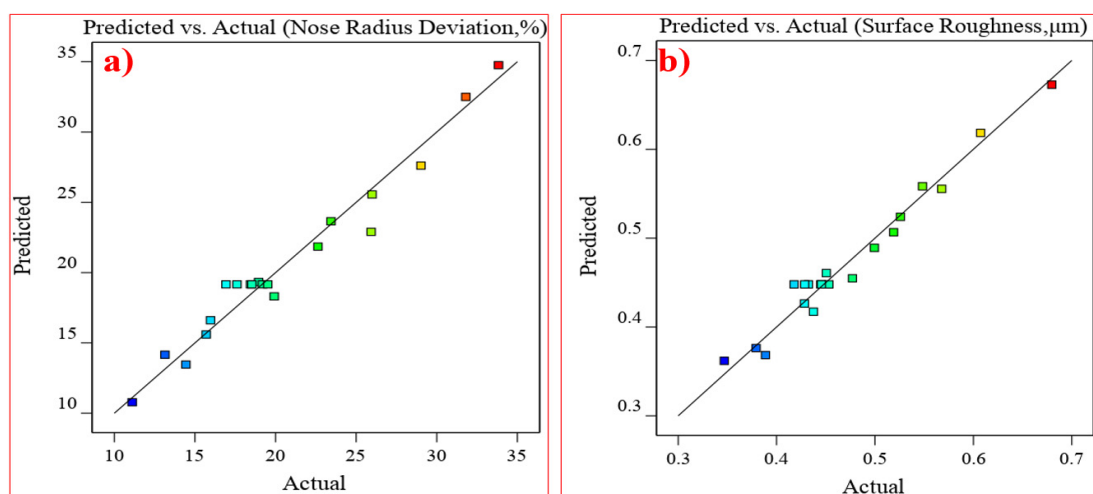 Predicted vs. Actual (Nose Radius Deviation,%)
a)
35
30
25
20
15
10
Predicted
10 15 20 25 30 35
Actual
Predicted vs. Actual (Surface Roughness,µm)
b)
0.7
0.6
0.5
0.4
0.3
Predicted
0.3 0.4 0.5 0.6 0.7
Actual